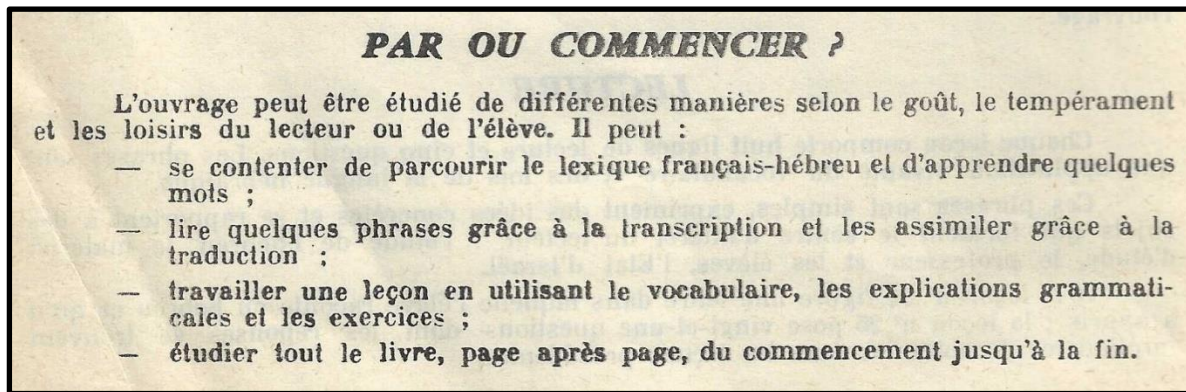 PAR OU COMMENCER ?
L'ouvrage peut être étudié de différentes manières selon le goût, le tempérament
et les loisirs du lecteur ou de l'élève. Il peut :
— se contenter de parcourir le lexique français-hébreu et d'apprendre quelques
mots ;
— lire quelques phrases grâce à la transcription et les assimiler grâce à la
traduction ;
— travailler une leçon en utilisant le vocabulaire, les explications grammati-
cales et les exercices ;
— étudier tout le livre, page après page, du commencement jusqu'à la fin.